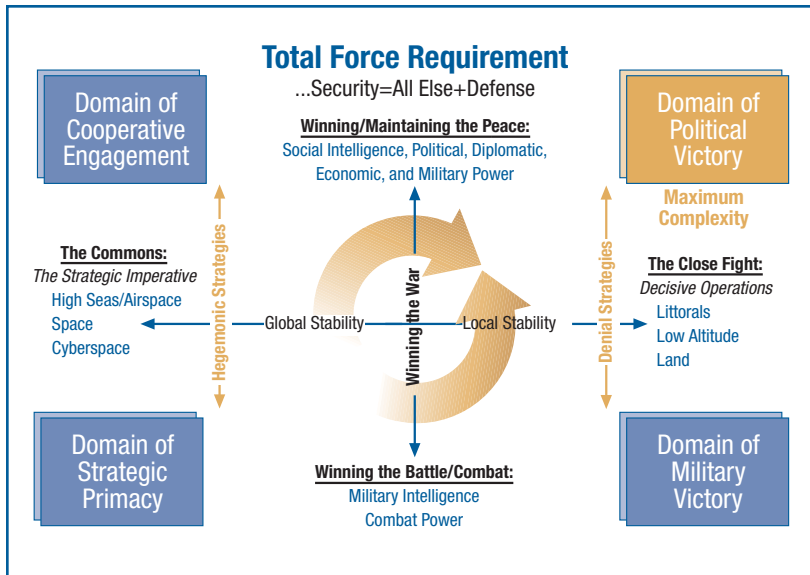 Total Force Requirement
...Security=All Else+Defense
Domain of
Cooperative
Engagement
Winning/Maintaining the Peace:
Social Intelligence, Political, Diplomatic,
Economic, and Military Power
Domain of
Political
Victory
Maximum
Complexity
The Commons:
The Strategic Imperative
High Seas/Airspace
Space
Cyberspace
Hegemonic Strategies
Global Stability
Winning the War
Local Stability
Denial Strategies
The Close Fight:
Decisive Operations
Littorals
Low Altitude
Land
Domain of
Strategic
Primacy
Winning the Battle/Combat:
Military Intelligence
Combat Power
Domain of
Military
Victory